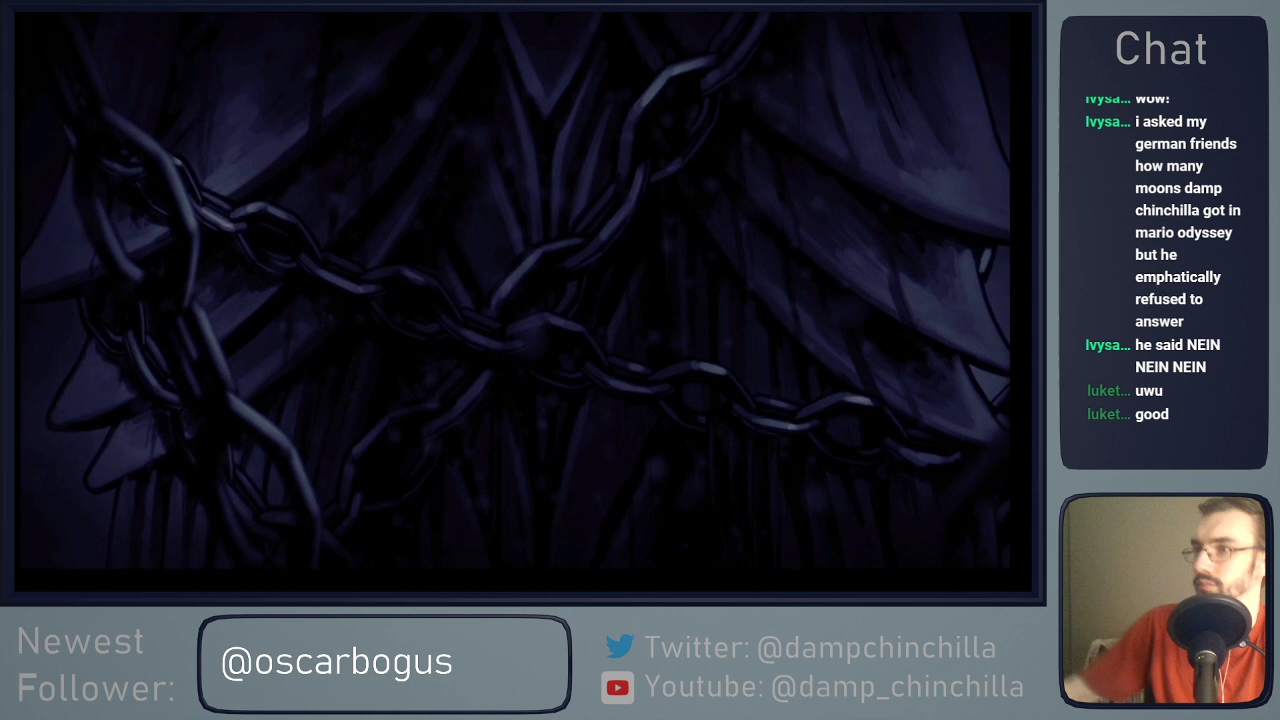 Chat
Ivysa... wow!
Ivysa... i asked my
german friends
how many
moons damp
chinchilla got in
mario odyssey
but he
emphatically
refused to
answer
Ivysa... he said NEIN
NEIN NEIN
luket... uwu
luket... good
Newest
Follower:
@oscarbogus
Twitter: @dampchinchilla
Youtube: @damp_chinchilla